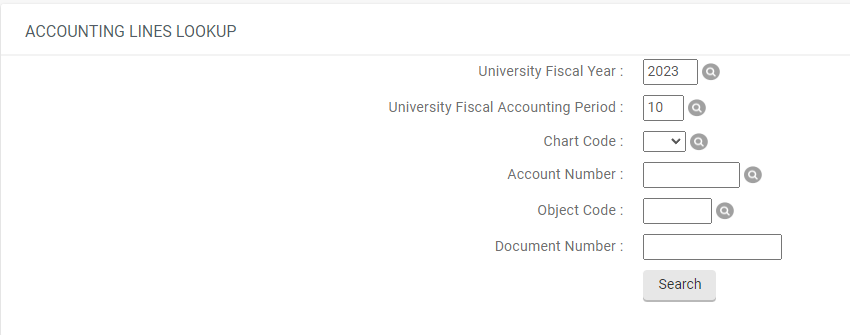 ACCOUNTING LINES LOOKUP
University Fiscal Year : 2023
University Fiscal Accounting Period : 10
Chart Code :
Account Number :
Object Code :
Document Number :
Search